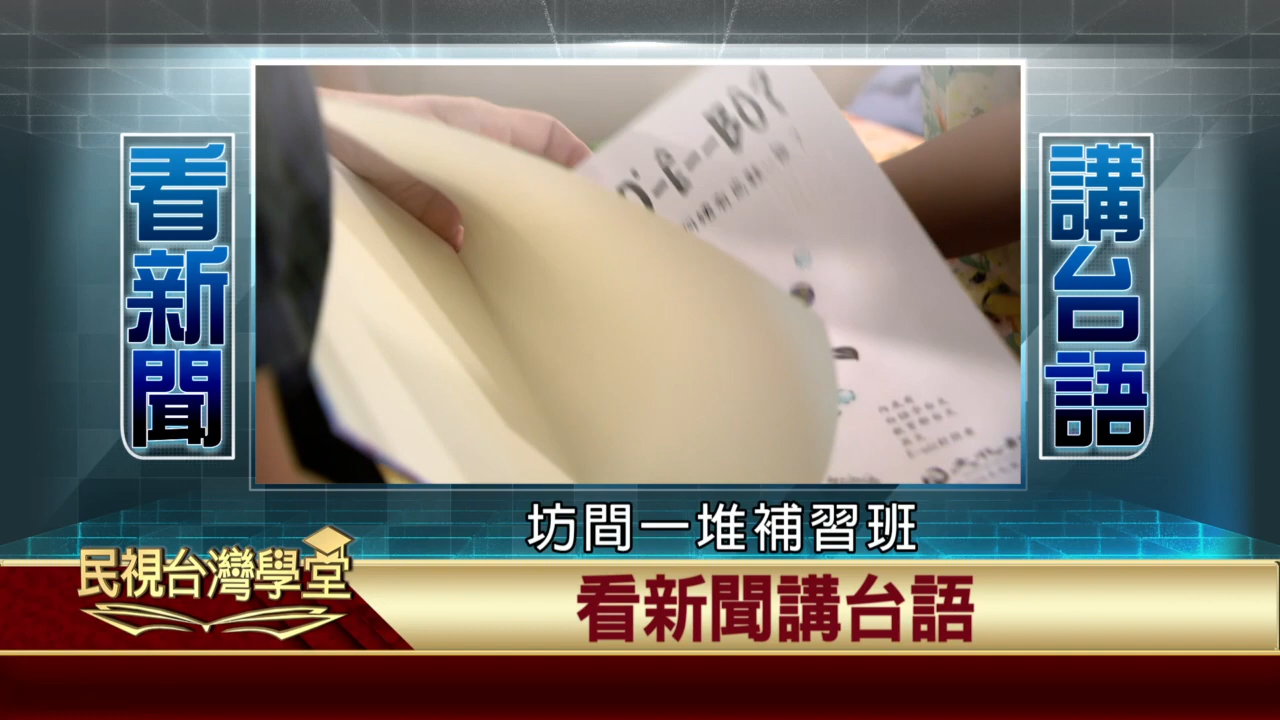 看新聞
講台語
坊間一堆補習班
民視台灣學堂
看新聞講台語